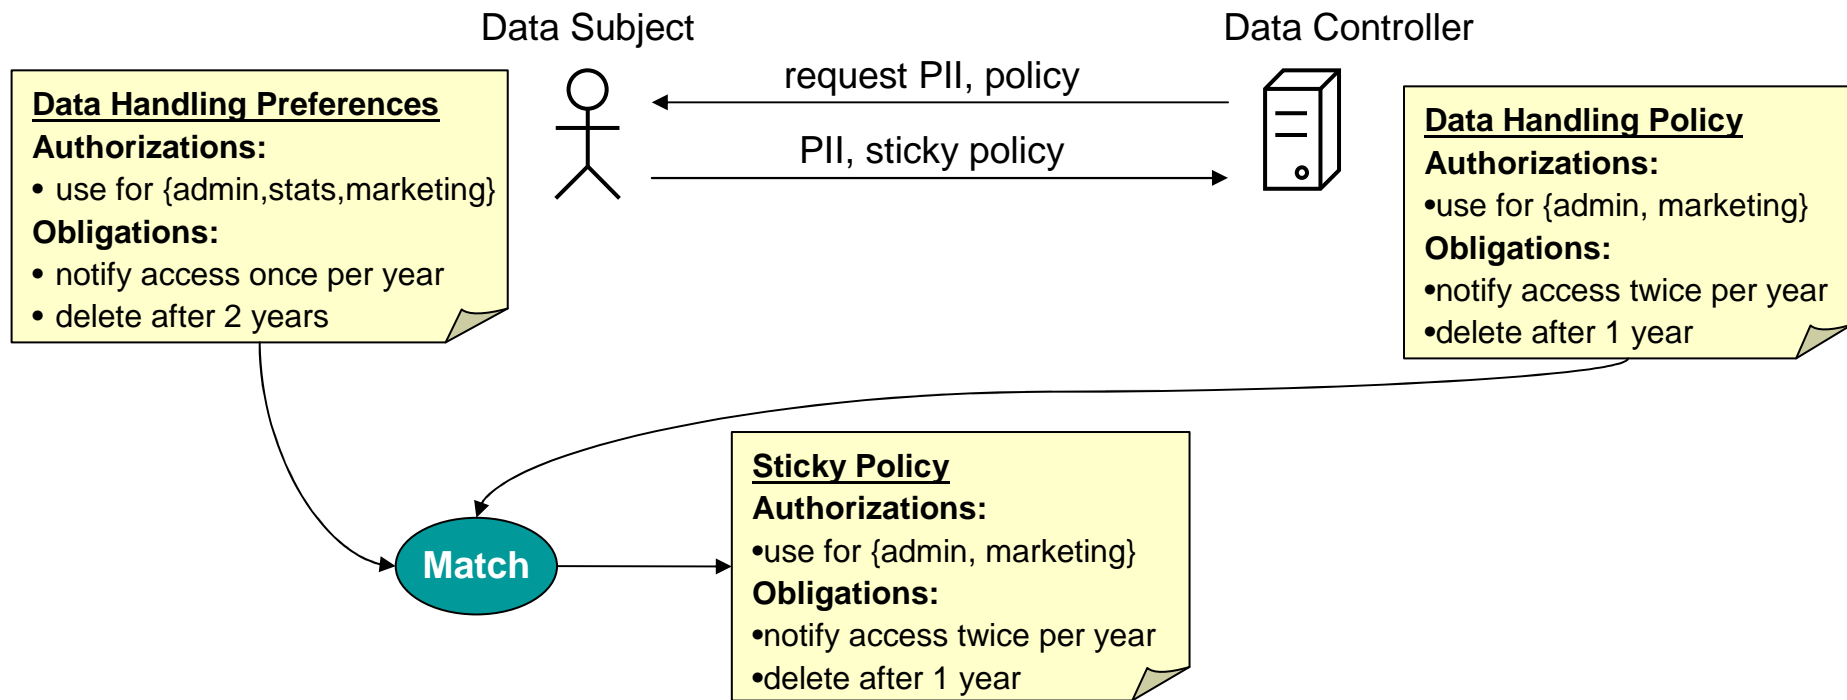 Data Subject
Data Controller
request PII, policy
PII, sticky policy
Data Handling Preferences
Authorizations:
• use for {admin,stats,marketing}
Obligations:
• notify access once per year
• delete after 2 years
Data Handling Policy
Authorizations:
•use for {admin, marketing}
Obligations:
•notify access twice per year
•delete after 1 year
Match
Sticky Policy
Authorizations:
•use for {admin, marketing}
Obligations:
•notify access twice per year
•delete after 1 year